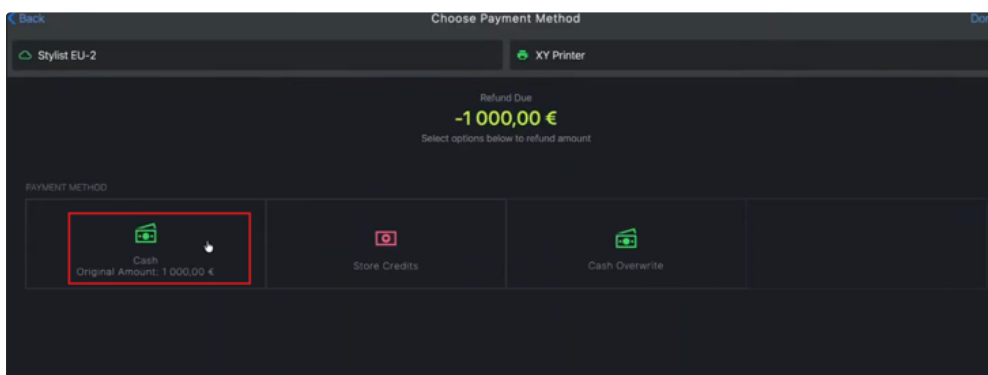 Back
Choose Payment Method
Stylist EU-2
XY Printer
Refund Due
-1 000,00 €
Select options below to refund amount
PAYMENT METHOD
Cash
Original Amount: 1 000,00 €
Store Credits
Cash Overwrite